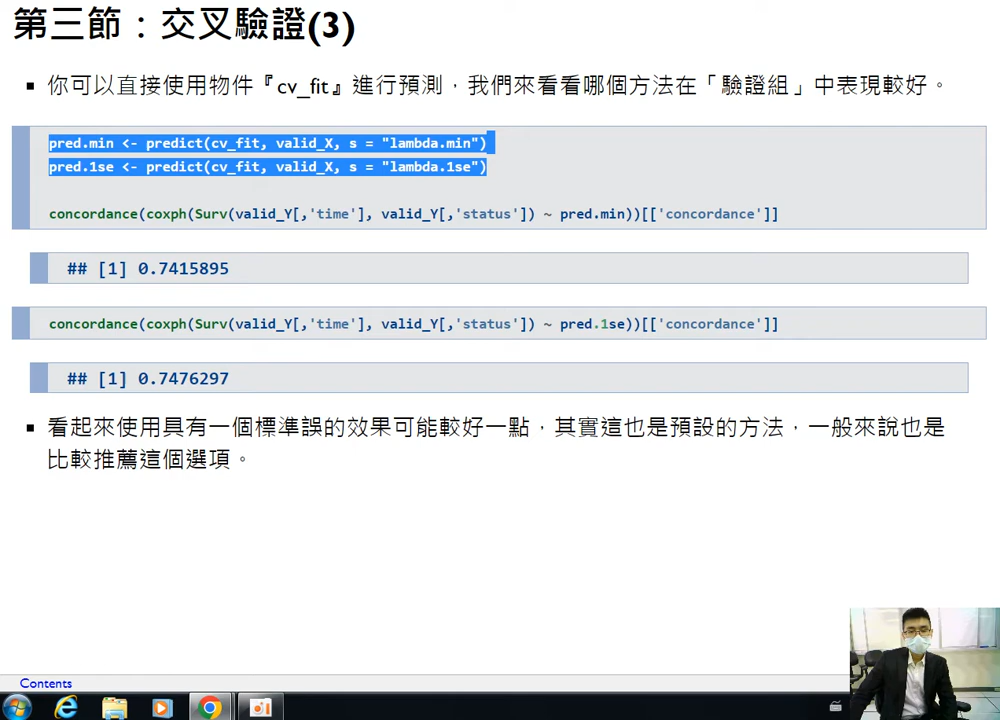 第三節：交叉驗證(3)
▪ 你可以直接使用物件『cv_fit』進行預測，我們來看看哪個方法在「驗證組」中表現較好。
pred.min <- predict(cv_fit, valid_X, s = "lambda.min")
pred.1se <- predict(cv_fit, valid_X, s = "lambda.1se")
concordance(coxph(Surv(valid_Y[,'time'], valid_Y[,'status']) ~ pred.min))[['concordance']]
## [1] 0.7415895
concordance(coxph(Surv(valid_Y[,'time'], valid_Y[,'status']) ~ pred.1se))[['concordance']]
## [1] 0.7476297
▪ 看起來使用具有一個標準誤的效果可能較好一點，其實這也是預設的方法，一般來說也是
比較推薦這個選項。
Contents